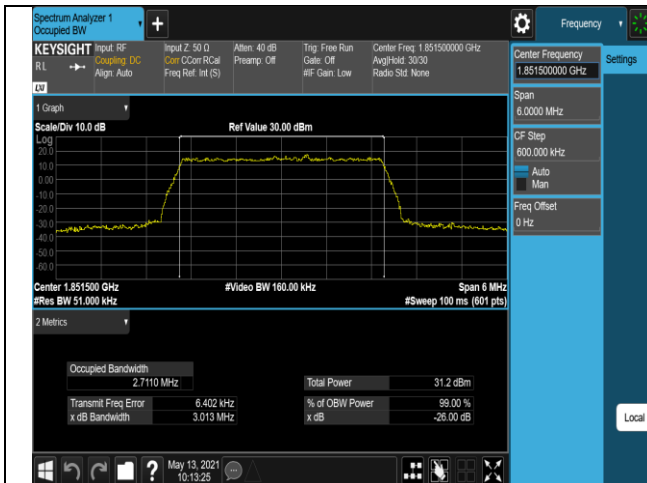 Spectrum Analyzer 1
Occupied BW
+
Frequency
KEYSIGHT
RL
LXI
Input: RF
Coupling: DC
Align: Auto
Input Z: 50 Ω
Corr CCorr RCal
Freq Ref: Int (S)
Atten: 40 dB
Preamp: Off
Trig: Free Run
Gate: Off
#IF Gain: Low
Center Freq: 1.851500000 GHz
Avg|Hold: 30/30
Radio Std: None
Center Frequency
1.851500000 GHz
Settings
Span
6.0000 MHz
CF Step
600.000 kHz
Auto
Man
Freq Offset
0 Hz
Local
1 Graph
Scale/Div 10.0 dB
Ref Value 30.00 dBm
Log
20.0
10.0
0.00
-10.0
-20.0
-30.0
-40.0
-50.0
-60.0
Center 1.851500 GHz
#Video BW 160.00 kHz
Span 6 MHz
#Res BW 51.000 kHz
#Sweep 100 ms (601 pts)
2 Metrics
Occupied Bandwidth
2.7110 MHz
Total Power 31.2 dBm
Transmit Freq Error 6.402 kHz
% of OBW Power 99.00 %
x dB Bandwidth 3.013 MHz
x dB -26.00 dB
?
May 13, 2021
10:13:25